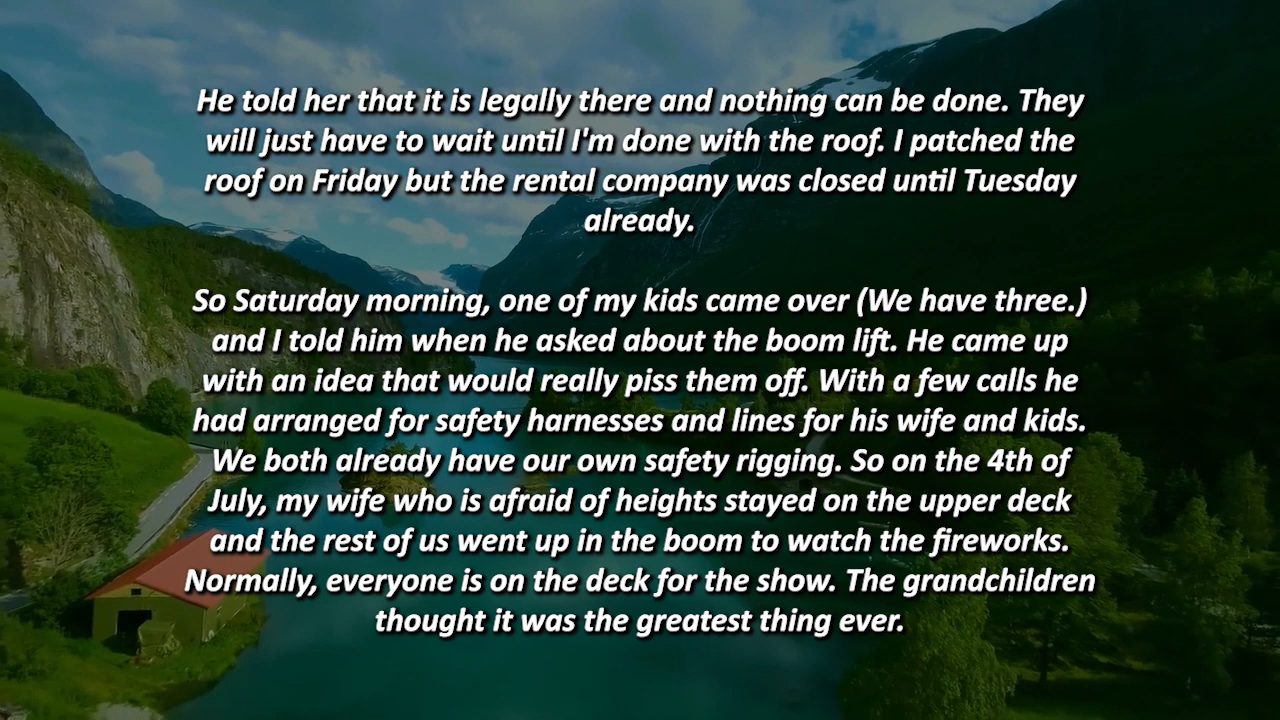 He told her that it is legally there and nothing can be done. They
will just have to wait until I'm done with the roof. I patched the
roof on Friday but the rental company was closed until Tuesday
already.
So Saturday morning, one of my kids came over (We have three.)
and I told him when he asked about the boom lift. He came up
with an idea that would really piss them off. With a few calls he
had arranged for safety harnesses and lines for his wife and kids.
We both already have our own safety rigging. So on the 4th of
July, my wife who is afraid of heights stayed on the upper deck
and the rest of us went up in the boom to watch the fireworks.
Normally, everyone is on the deck for the show. The grandchildren
thought it was the greatest thing ever.